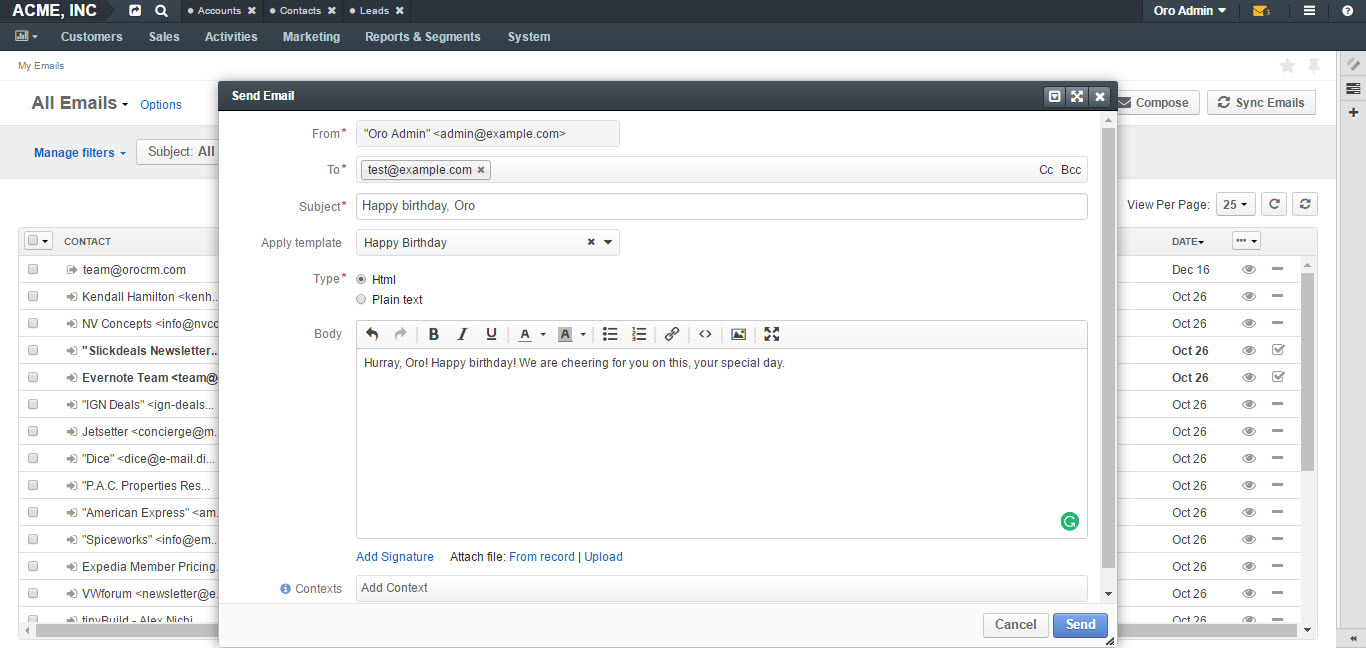 ACME, INC Accounts Contacts Leads Oro Admin 3
Customers Sales Activities Marketing Reports & Segments System
My Emails
All Emails Options Compose Sync Emails
Manage filters Subject: All
View Per Page: 25
CONTACT DATE
team@orocrm.com Dec 16
Kendall Hamilton <kenh... Oct 26
NV Concepts <info@nvco Oct 26
"Slickdeals Newsletter... Oct 26
Evernote Team <team@ Oct 26
"IGN Deals" <ign-deals... Oct 26
Jetsetter <concierge@m... Oct 26
"Dice" <dice@e-mail.di... Oct 26
"P.A.C. Properties Res... Oct 26
"American Express" <am... Oct 26
"Spiceworks" <info@em... Oct 26
Expedia Member Pricing Oct 26
VWforum <newsletter@e... Oct 26
tinyBuild - Alex Nichi Oct 26
Send Email
From* "Oro Admin" <admin@example.com>
To* test@example.com Cc Bcc
Subject* Happy birthday, Oro
Apply template Happy Birthday
Type* Html
Plain text
Body B I U A A
Hurray, Oro! Happy birthday! We are cheering for you on this, your special day.
Add Signature Attach file: From record | Upload
Contexts Add Context
Cancel Send